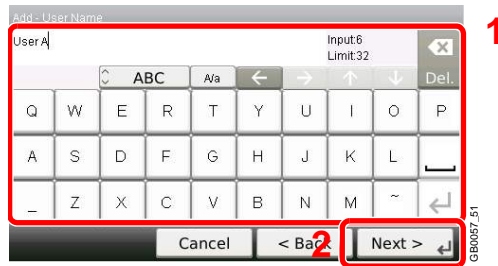 Add - User Name
User A
Input:6
Limit:32
1
ABC
A/a
Del.
Q W E R T Y U I O P
A S D F G H J K L
_ Z X C V B N M ~
Cancel
< Back
2
Next >
GB0057_51